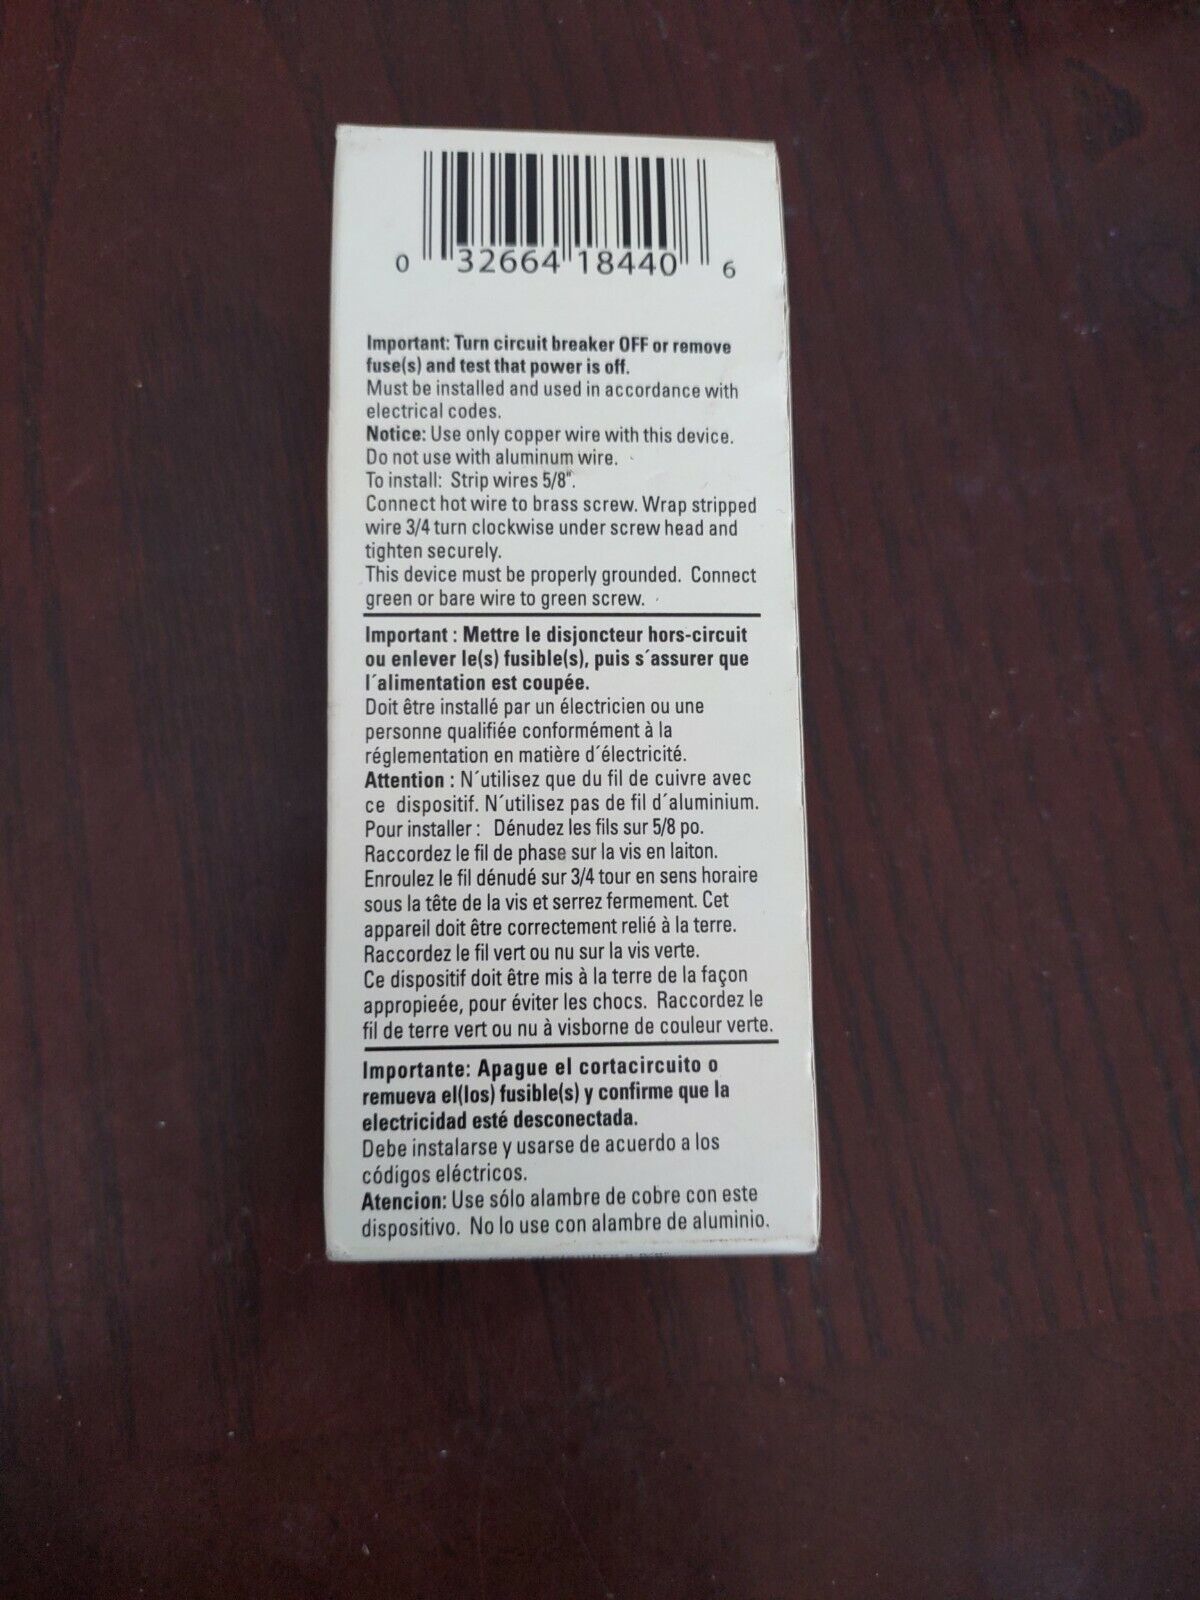 0 32664 18440 6
Important: Turn circuit breaker OFF or remove
fuse(s) and test that power is off.
Must be installed and used in accordance with
electrical codes.
Notice: Use only copper wire with this device.
Do not use with aluminum wire.
To install: Strip wires 5/8".
Connect hot wire to brass screw. Wrap stripped
wire 3/4 turn clockwise under screw head and
tighten securely.
This device must be properly grounded. Connect
green or bare wire to green screw.
Important : Mettre le disjoncteur hors-circuit
ou enlever le(s) fusible(s), puis s´assurer que
l´alimentation est coupée.
Doit être installé par un électricien ou une
personne qualifiée conformément à la
réglementation en matière d´électricité.
Attention : N´utilisez que du fil de cuivre avec
ce dispositif. N´utilisez pas de fil d´aluminium.
Pour installer : Dénudez les fils sur 5/8 po.
Raccordez le fil de phase sur la vis en laiton.
Enroulez le fil dénudé sur 3/4 tour en sens horaire
sous la tête de la vis et serrez fermement. Cet
appareil doit être correctement relié à la terre.
Raccordez le fil vert ou nu sur la vis verte.
Ce dispositif doit être mis à la terre de la façon
appropieée, pour éviter les chocs. Raccordez le
fil de terre vert ou nu à visborne de couleur verte.
Importante: Apague el cortacircuito o
remueva el(los) fusible(s) y confirme que la
electricidad esté desconectada.
Debe instalarse y usarse de acuerdo a los
códigos eléctricos.
Atencion: Use sólo alambre de cobre con este
dispositivo. No lo use con alambre de aluminio.